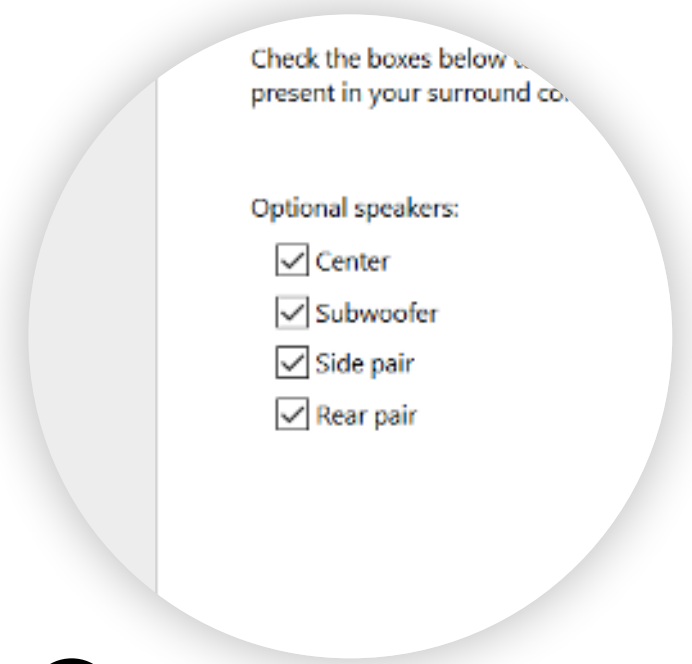 Check the boxes below
present in your surround
Optional speakers:
Center
Subwoofer
Side pair
Rear pair